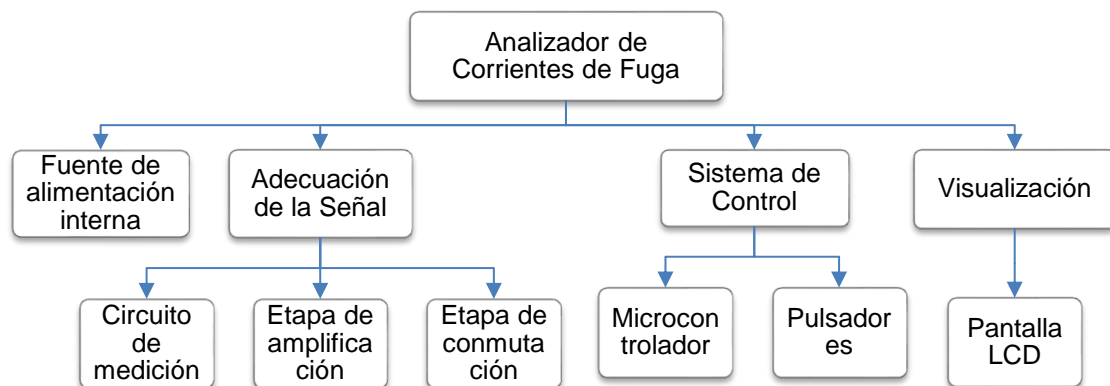 Analizador de
Corrientes de Fuga
Fuente de
alimentación
interna
Adecuación
de la Señal
Sistema de
Control
Visualización
Circuito
de
medición
Etapa de
amplifica
ción
Etapa de
conmuta
ción
Microcon
trolador
Pulsador
es
Pantalla
LCD